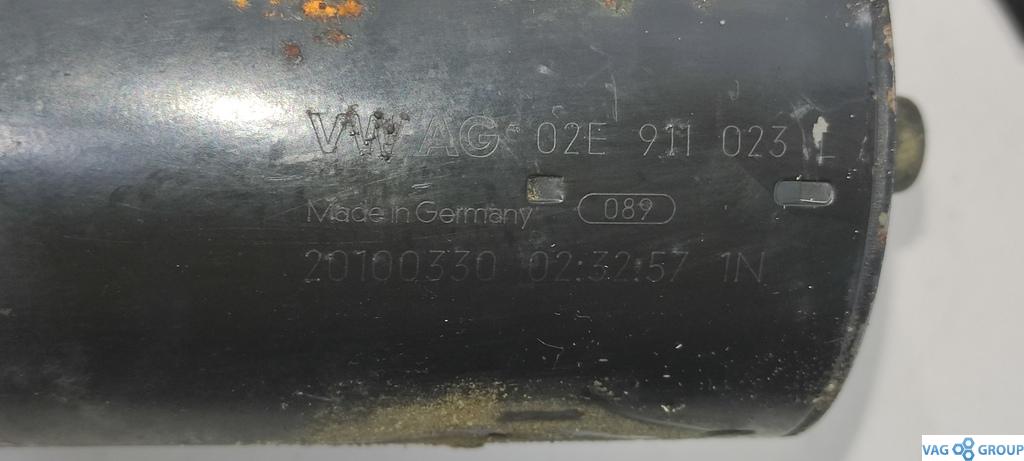 VW AG 02E 911 023 L
Made in Germany 089
20100330 02:32:57 1N
VAG GROUP